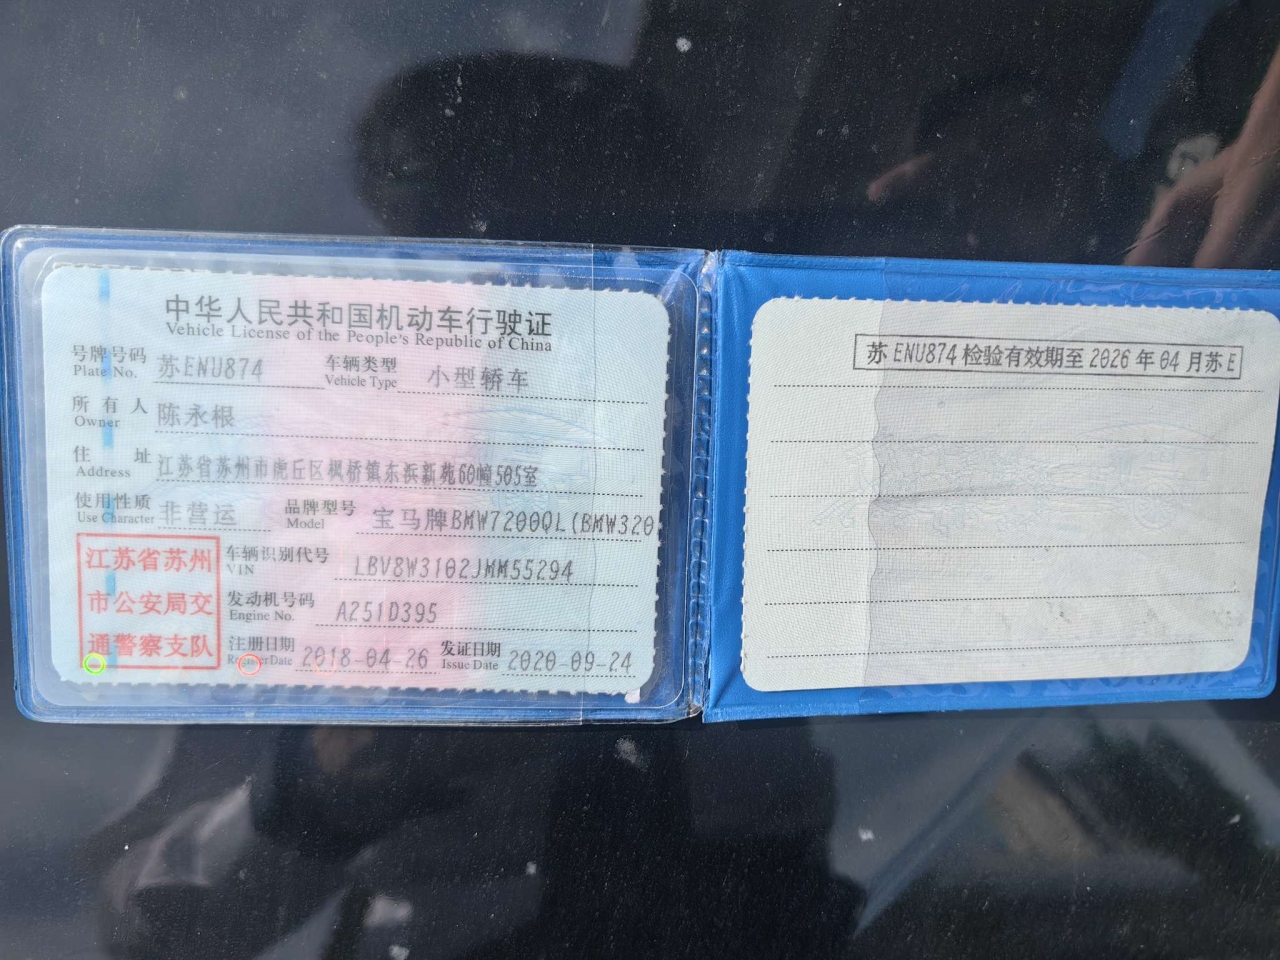 中华人民共和国机动车行驶证
Vehicle License of the People's Republic of China
号牌号码 苏ENU874 车辆类型 小型轿车
Plate No. Vehicle Type
所有人 陈永根
Owner
住址 江苏省苏州市虎丘区枫桥镇东浜新苑60幢505室
Address
使用性质 非营运 品牌型号 宝马牌BMW7200QL(BMW320
Use Character Model
江苏省苏州
市公安局交
通警察支队
车辆识别代号 LBV8W3102JMM55294
VIN
发动机号码 A251D395
Engine No.
注册日期 2018-04-26 发证日期 2020-09-24
Register Date Issue Date
苏ENU874检验有效期至2026年04月苏E